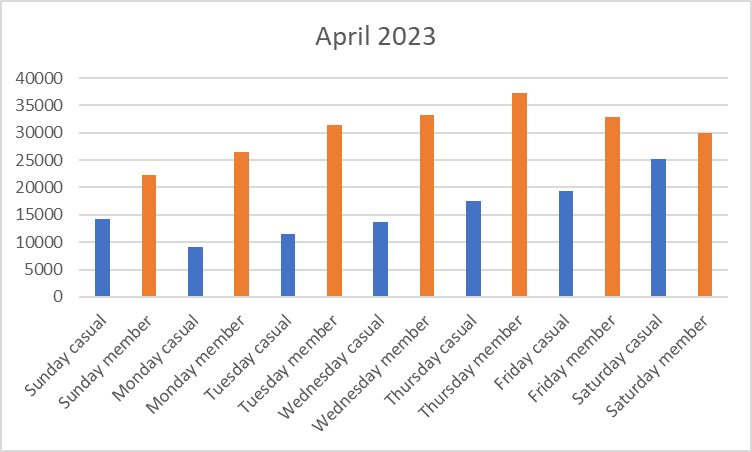 April 2023
40000
35000
30000
25000
20000
15000
10000
5000
0
Sunday casual
Sunday member
Monday casual
Monday member
Tuesday casual
Tuesday member
Wednesday casual
Wednesday member
Thursday casual
Thursday member
Friday casual
Friday member
Saturday casual
Saturday member